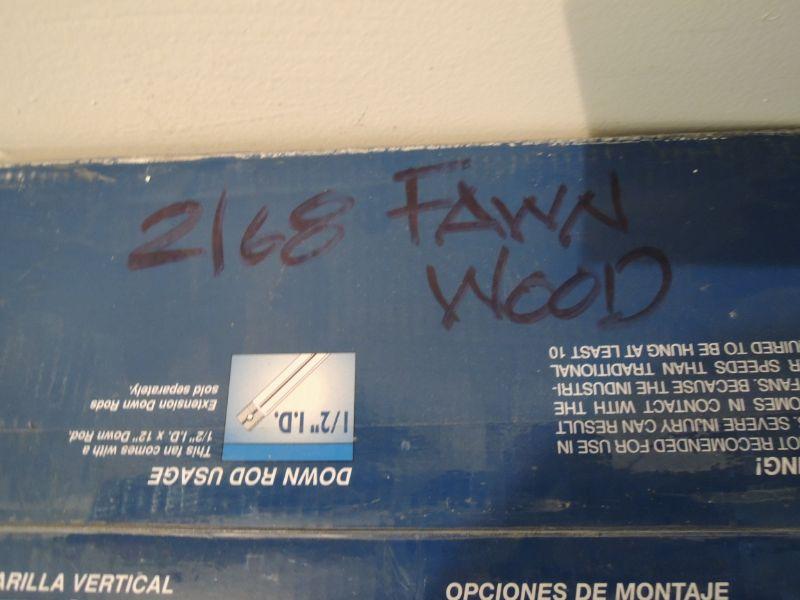 2168 FAWN
WOOD
DOWN ROD USAGE
This fan comes with a
1/2" I.D. x 12" Down Rod.
Extension Down Rods
sold separately.
1/2" I.D.
NING!
OT RECOMENDED FOR USE IN
. SEVERE INJURY CAN RESULT
OMES IN CONTACT WITH THE
FANS. BECAUSE THE INDUSTRI-
R SPEEDS THAN TRADITIONAL
UIRED TO BE HUNG AT LEAST 10
ARILLA VERTICAL
OPCIONES DE MONTAJE